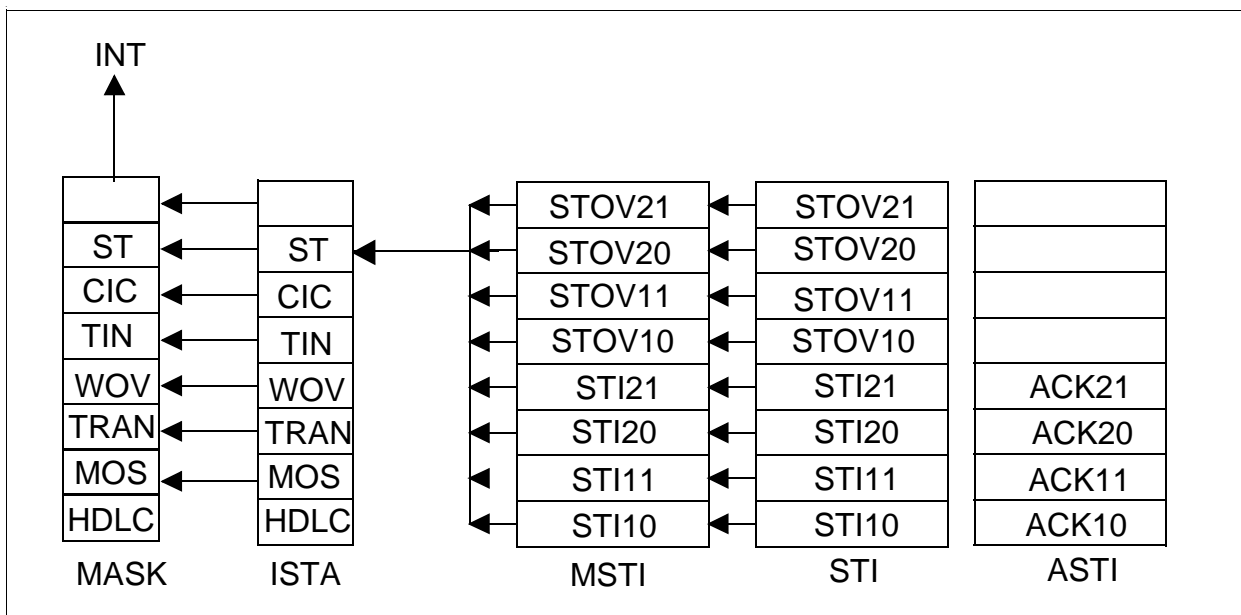 INT
STOV21 STOV21
ST ST STOV20 STOV20
CIC CIC STOV11 STOV11
TIN TIN STOV10 STOV10
WOV WOV STI21 STI21 ACK21
TRAN TRAN STI20 STI20 ACK20
MOS MOS STI11 STI11 ACK11
HDLC HDLC STI10 STI10 ACK10
MASK ISTA MSTI STI ASTI